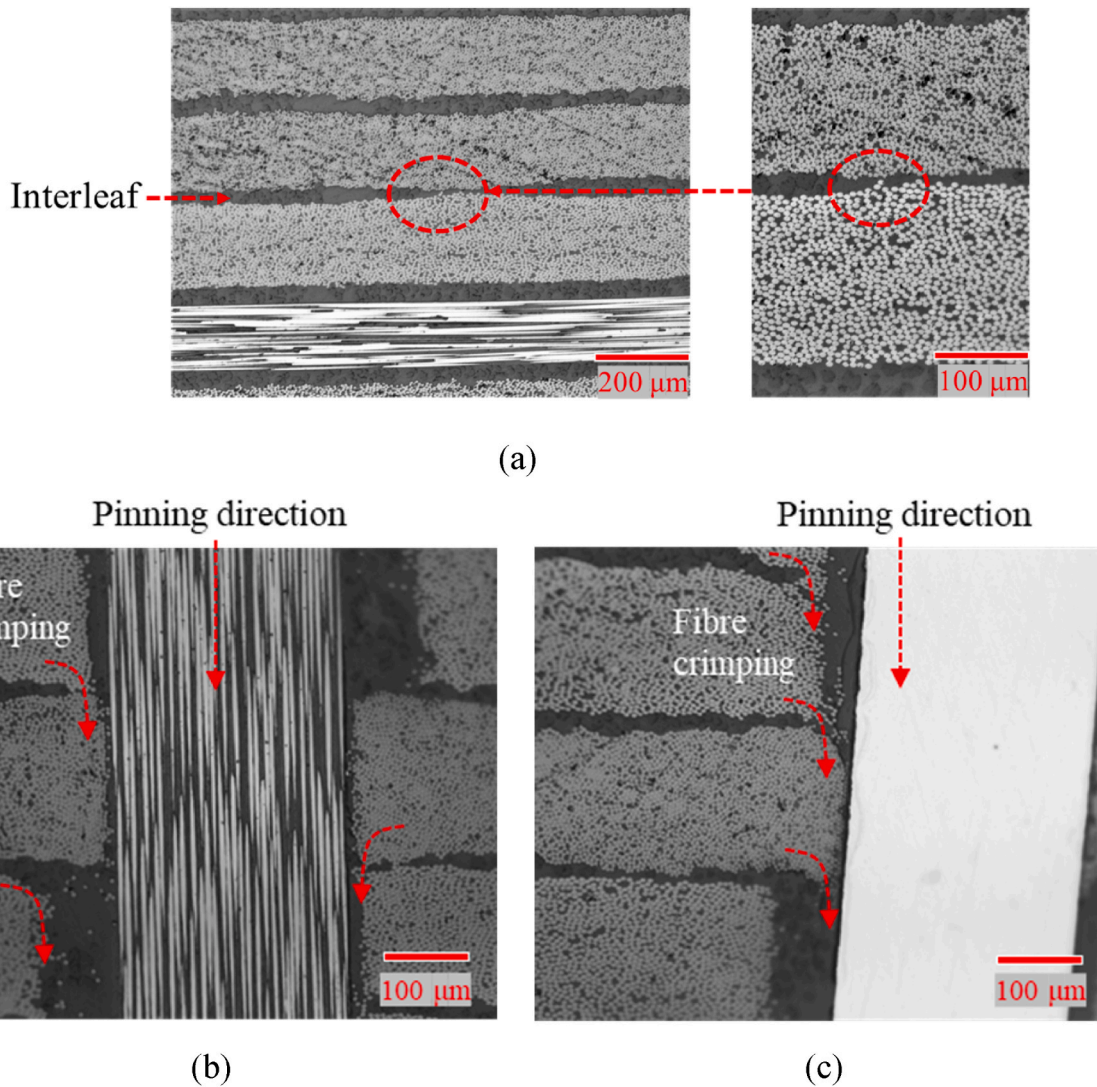 Interleaf
200 μm
100 μm
(a)
Pinning direction
Pinning direction
Fibre
crimping
100 μm
100 μm
(b)
(c)